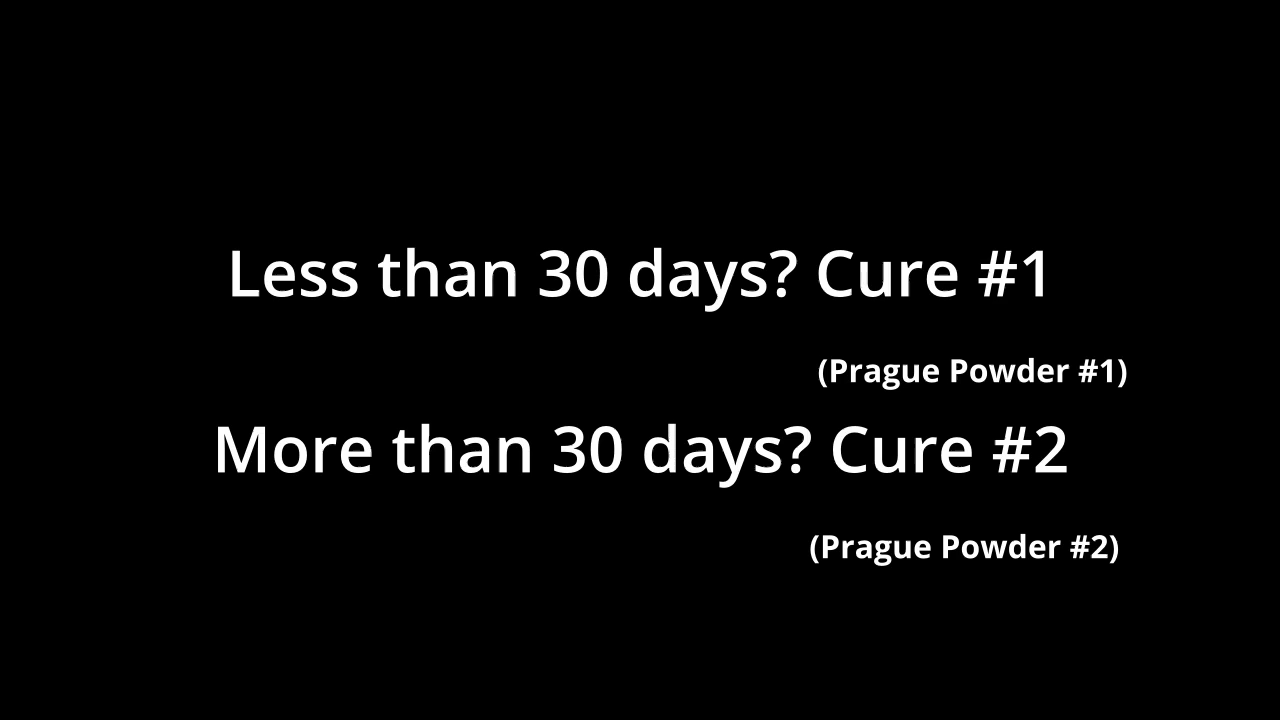 Less than 30 days? Cure #1
(Prague Powder #1)
More than 30 days? Cure #2
(Prague Powder #2)